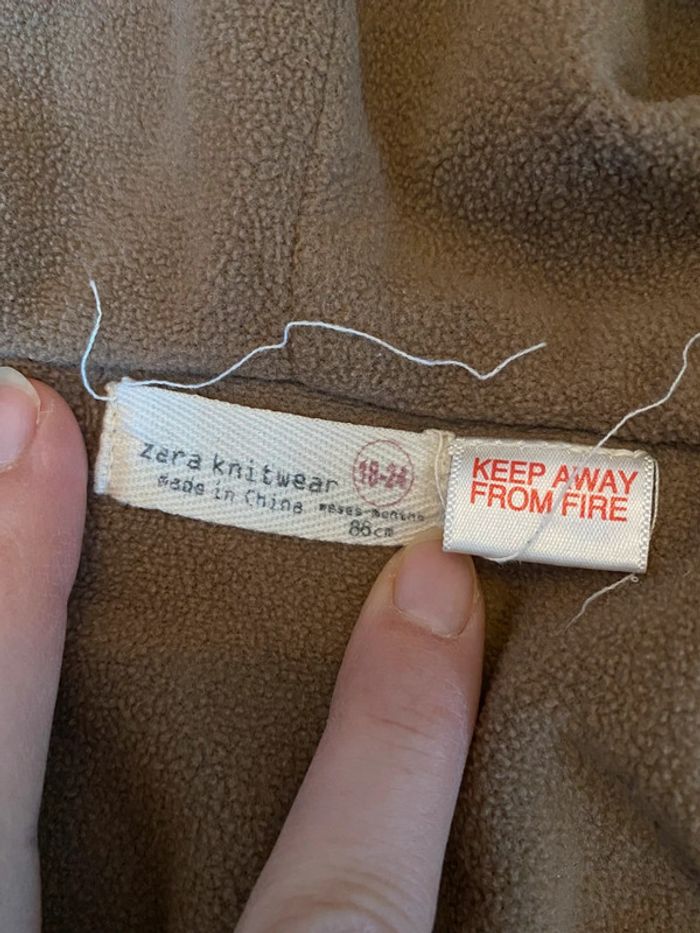 zara knitwear
18-24
made in China
meses-months
86cm
KEEP AWAY
FROM FIRE